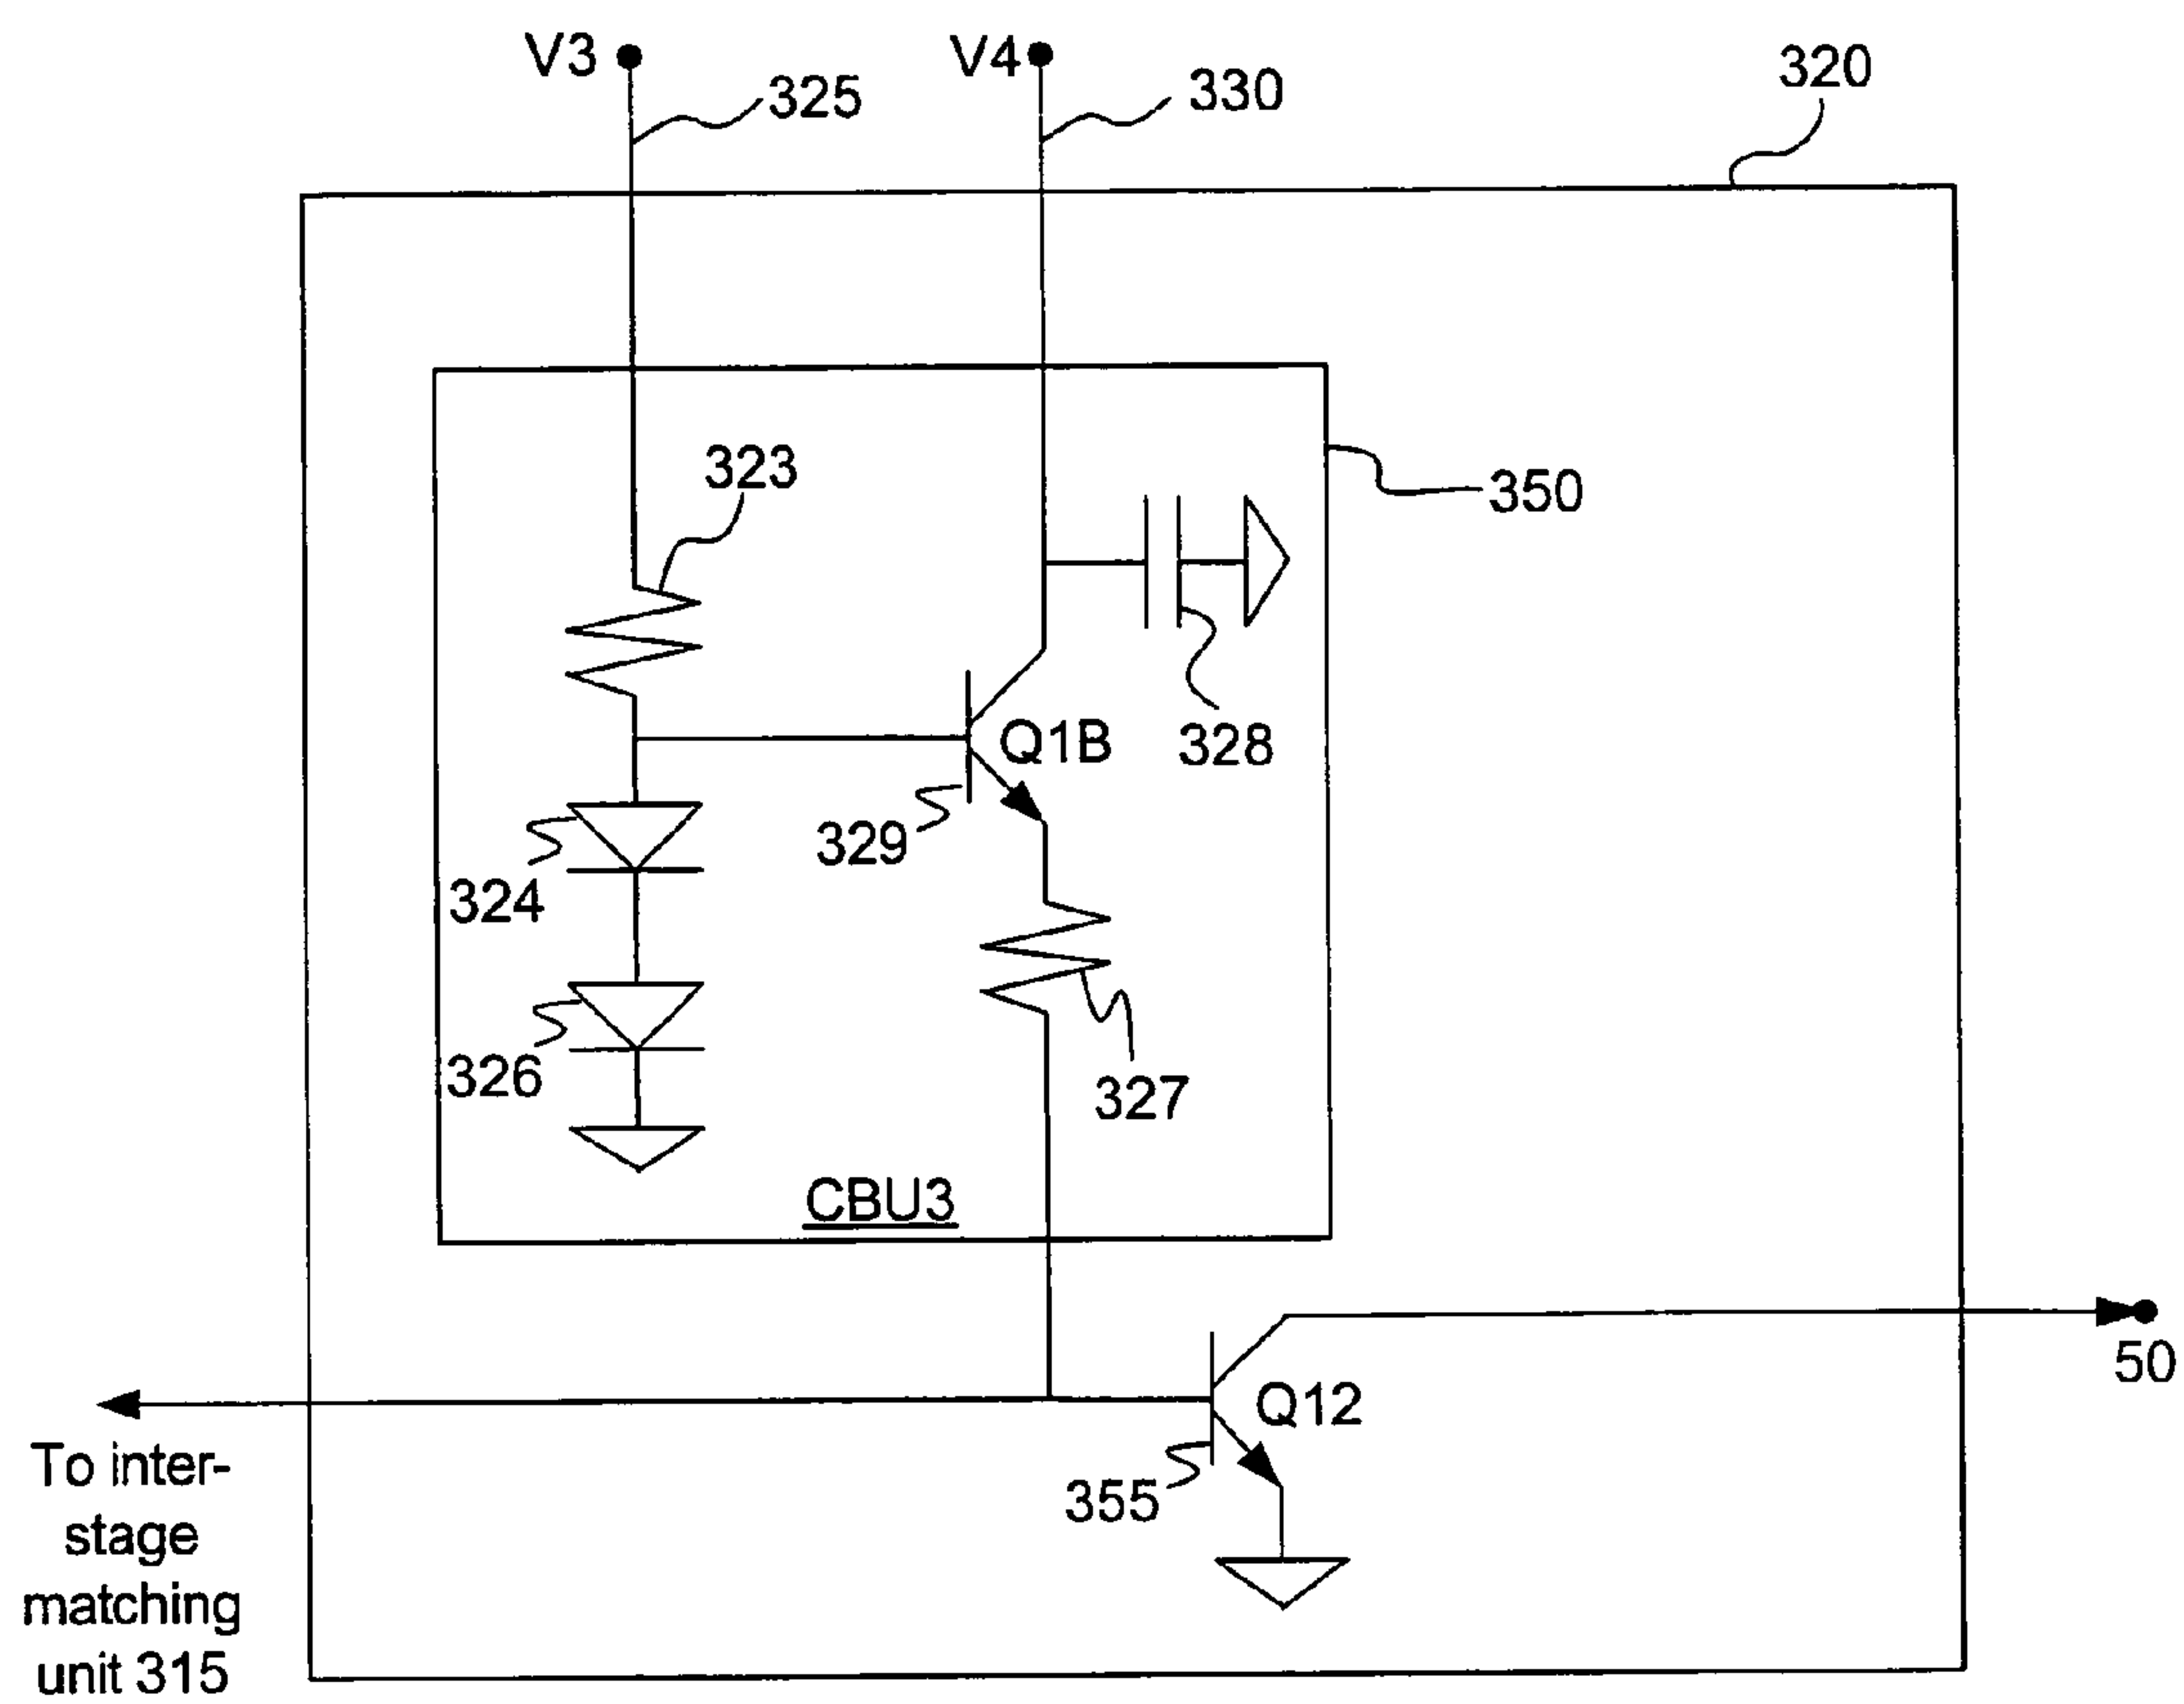 V3
V4
325
330
320
323
350
Q1B
328
329
324
326
327
CBU3
50
Q12
355
To inter-
stage
matching
unit 315